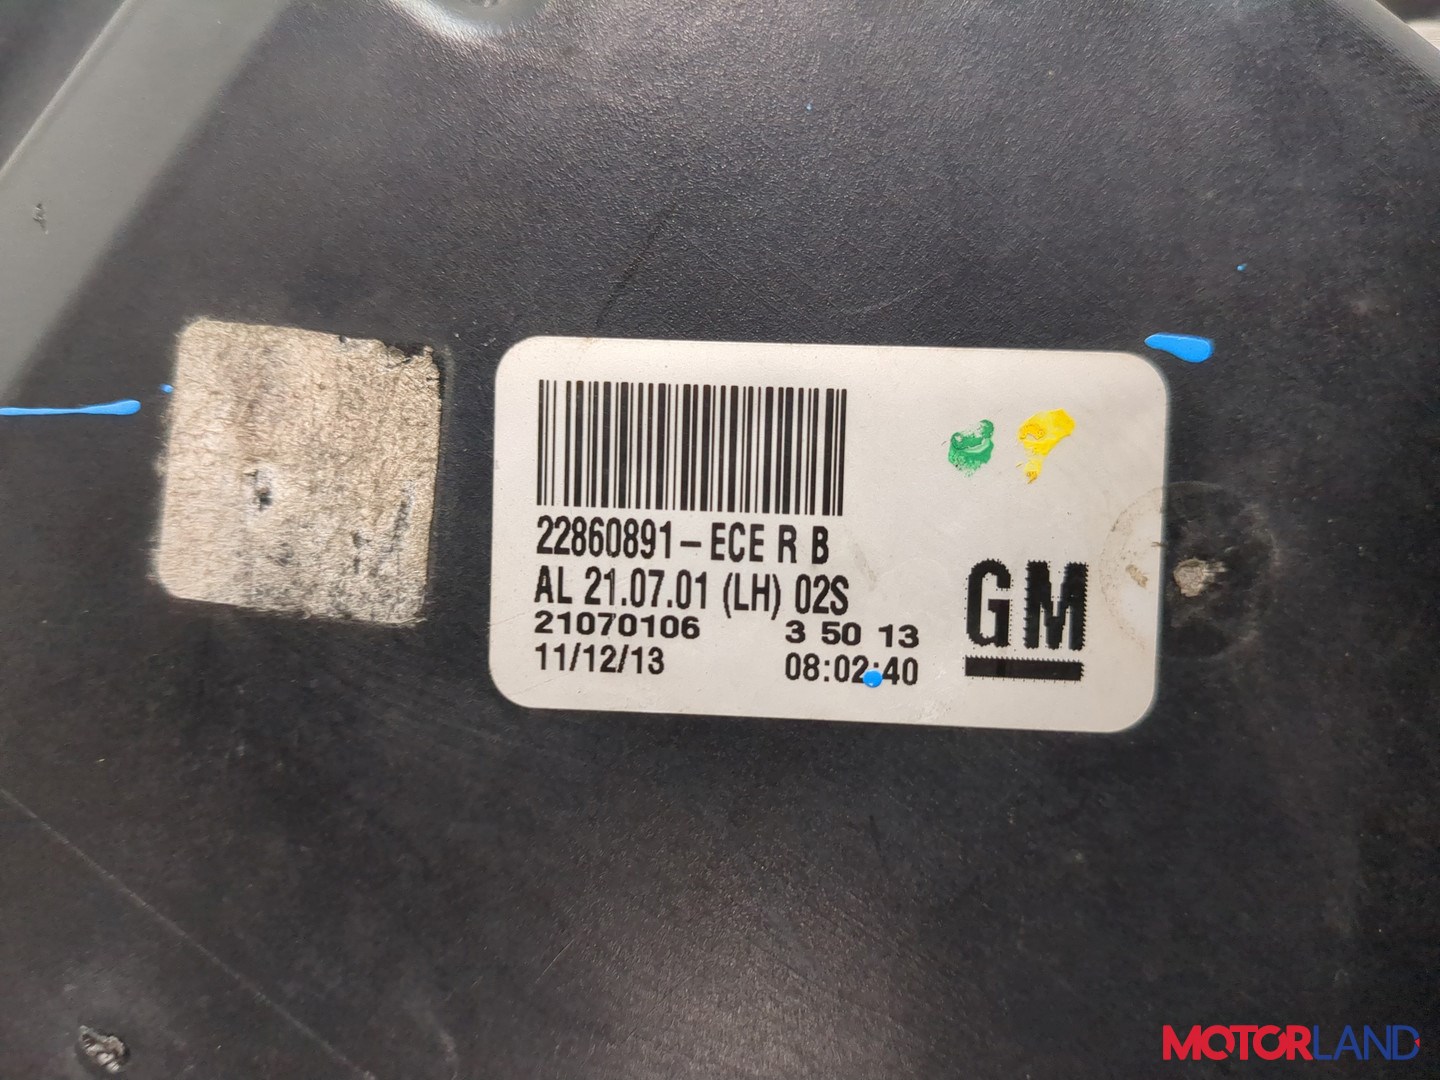 22860891-ECE R B
AL 21.07.01 (LH) 02S
21070106 3 50 13
11/12/13 08:02:40
GM
MOTORLAND